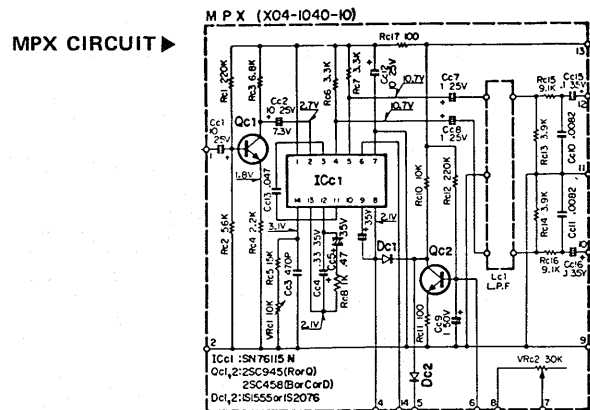 MPX (X04-1040-10)
MPX CIRCUIT
Rc17 100
13
Rc1 220K
Rc3 6.8K
Rc6 3.3K
Rc7 3.3K
Cc12
10 25V
10.7V
Cc7
1 25V
Rc15
9.1K
Cc15
.1 35V
12
Cc1
10
25V
Cc2
10 25V
2.7V
7.3V
10.7V
Cc8
1 25V
Qc1
1
1.8V
1 2 3 4 5 6 7
ICc1
14 13 12 11 10 9 8
Cc13 .047
Rc10 10K
Rc12 220K
Rc13 3.9K
Cc10 .0082
11
Rc14 3.9K
Cc11 .0082
Rc2 56K
Rc4 2.2K
3.1V
Rc5 15K
Cc3 470P
Cc4 .33 35V
Cc5
.47
35V
Rc8 1K
35V
2.1V
Dc1
Qc2
10
Rc16
9.1K
Cc16
.1 35V
VRc1 10K
2.1V
Rc11 100
Cc9
1 50V
Lc1
L.P.F
2
9
ICc1 :SN76115N
Qc1,2:2SC945(RorQ)
2SC458(BorCorD)
Dc1,2:1S1555or1S2076
Dc2
VRc2 30K
4 14 5 6 8 7